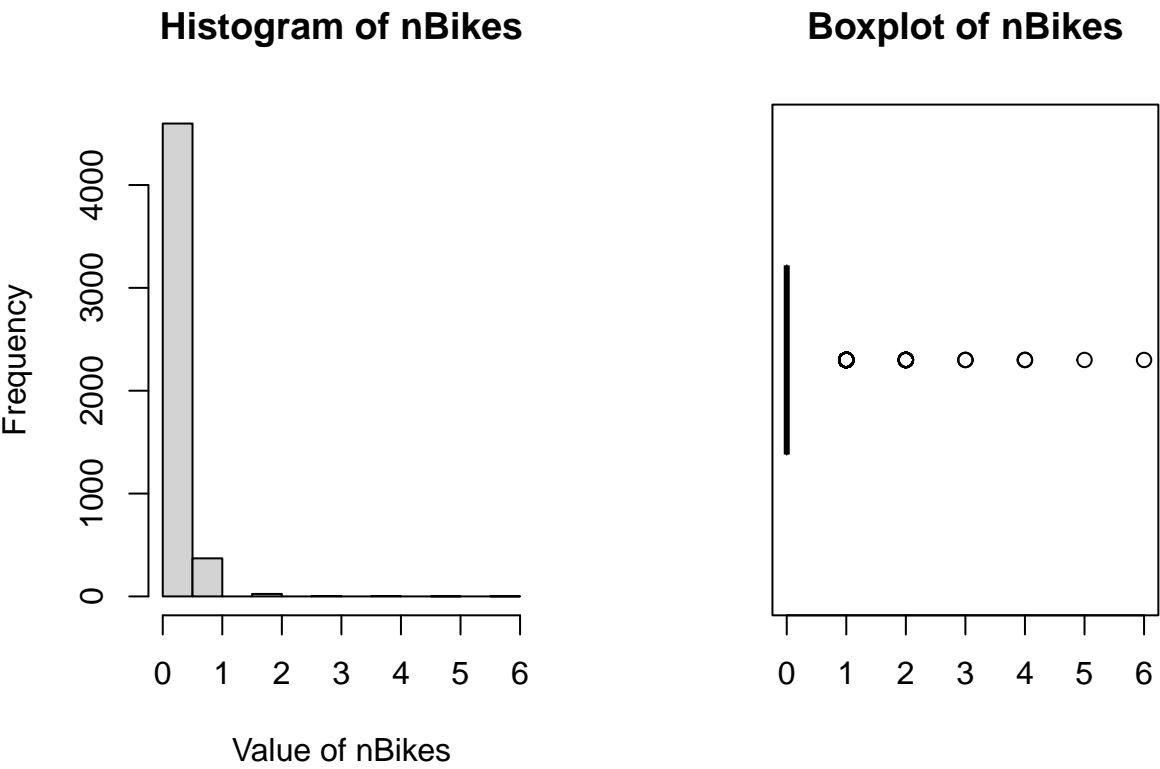 Histogram of nBikes
Frequency
4000
3000
2000
1000
0
0 1 2 3 4 5 6
Value of nBikes
Boxplot of nBikes
0 1 2 3 4 5 6